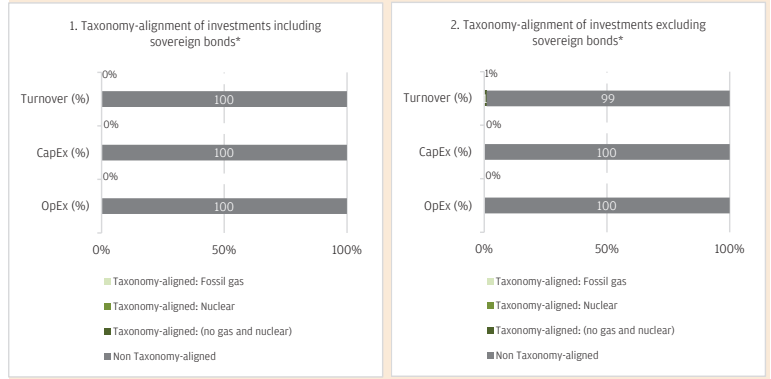 1. Taxonomy-alignment of investments including
sovereign bonds*
0%
Turnover (%)
100
0%
CapEx (%)
100
0%
OpEx (%)
100
0%
50%
100%
Taxonomy-aligned: Fossil gas
Taxonomy-aligned: Nuclear
Taxonomy-aligned: (no gas and nuclear)
Non Taxonomy-aligned
2. Taxonomy-alignment of investments excluding
sovereign bonds*
1%
Turnover (%)
1
99
0%
CapEx (%)
100
0%
OpEx (%)
100
0%
50%
100%
Taxonomy-aligned: Fossil gas
Taxonomy-aligned: Nuclear
Taxonomy-aligned: (no gas and nuclear)
Non Taxonomy-aligned